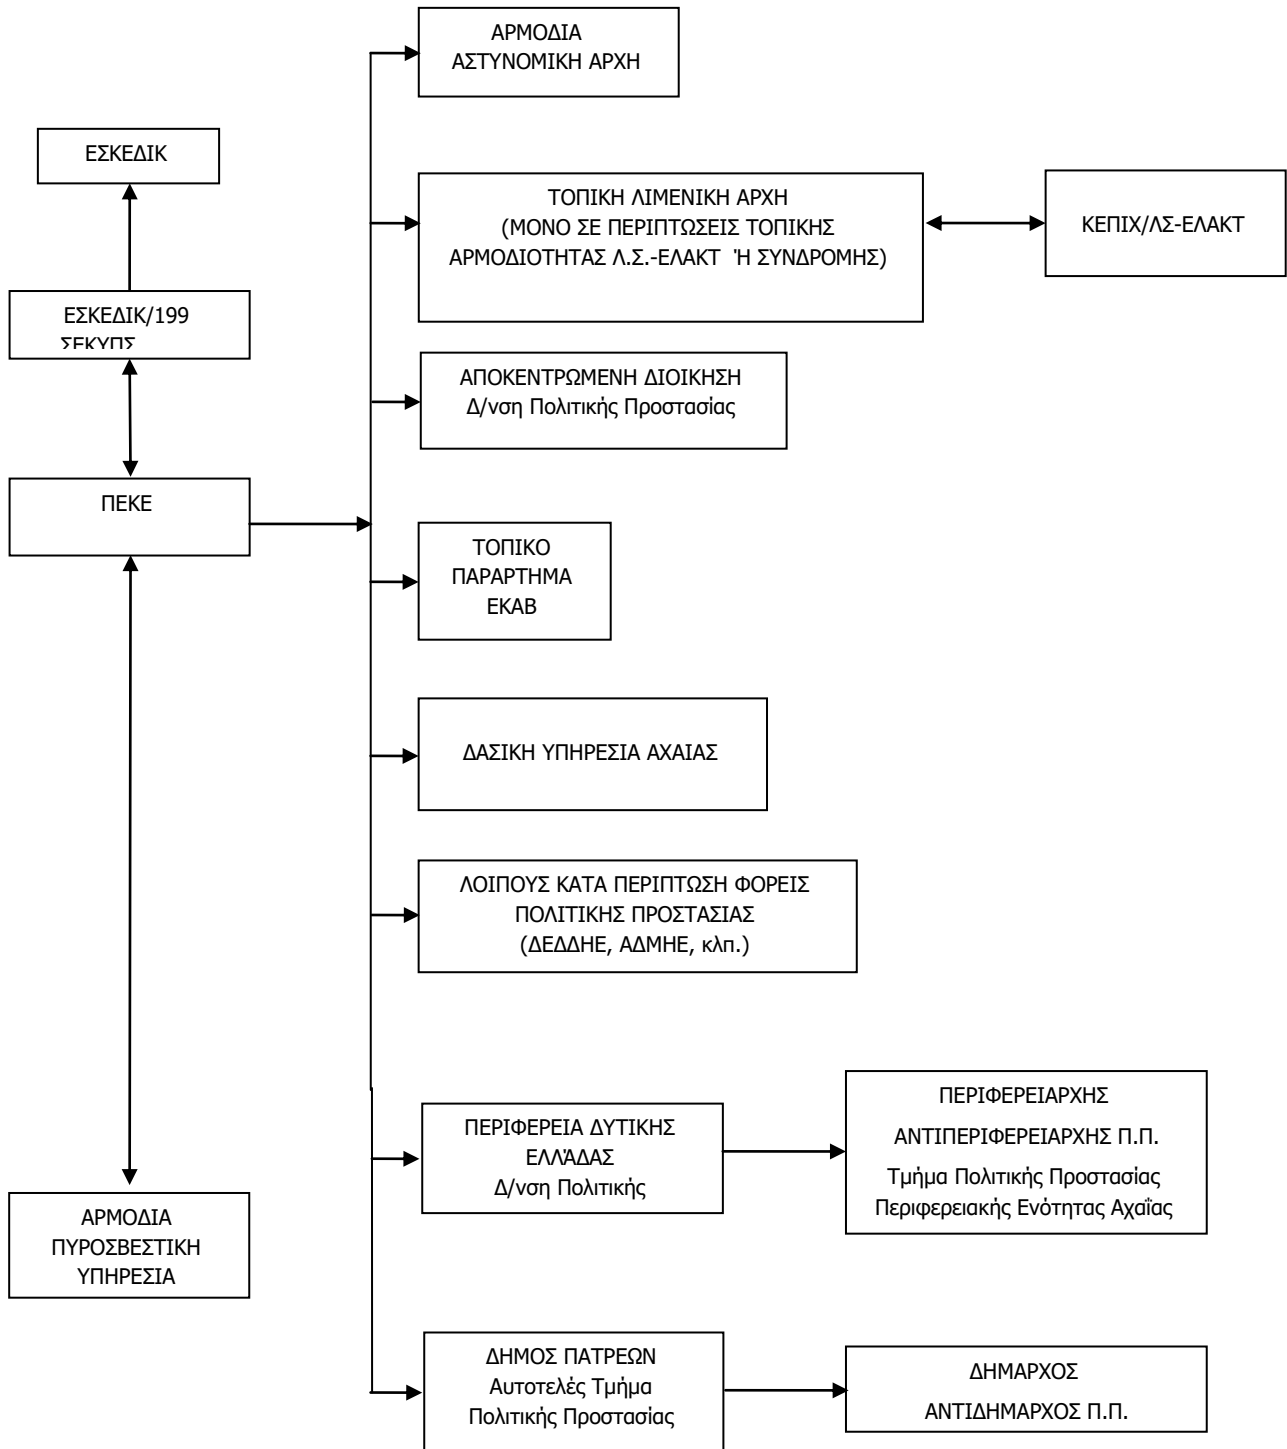 ΑΡΜΟΔΙΑ
ΑΣΤΥΝΟΜΙΚΗ ΑΡΧΗ
ΕΣΚΕΔΙΚ
ΤΟΠΙΚΗ ΛΙΜΕΝΙΚΗ ΑΡΧΗ
(ΜΟΝΟ ΣΕ ΠΕΡΙΠΤΩΣΕΙΣ ΤΟΠΙΚΗΣ
ΑΡΜΟΔΙΟΤΗΤΑΣ Λ.Σ.-ΕΛΑΚΤ Ή ΣΥΝΔΡΟΜΗΣ)
ΚΕΠΙΧ/ΛΣ-ΕΛΑΚΤ
ΕΣΚΕΔΙΚ/199
ΣΕΚΥΠΣ
ΑΠΟΚΕΝΤΡΩΜΕΝΗ ΔΙΟΙΚΗΣΗ
Δ/νση Πολιτικής Προστασίας
ΠΕΚΕ
ΤΟΠΙΚΟ
ΠΑΡΑΡΤΗΜΑ
ΕΚΑΒ
ΔΑΣΙΚΗ ΥΠΗΡΕΣΙΑ ΑΧΑΙΑΣ
ΛΟΙΠΟΥΣ ΚΑΤΑ ΠΕΡΙΠΤΩΣΗ ΦΟΡΕΙΣ
ΠΟΛΙΤΙΚΗΣ ΠΡΟΣΤΑΣΙΑΣ
(ΔΕΔΔΗΕ, ΑΔΜΗΕ, κλπ.)
ΠΕΡΙΦΕΡΕΙΑ ΔΥΤΙΚΗΣ
ΕΛΛΆΔΑΣ
Δ/νση Πολιτικής
ΠΕΡΙΦΕΡΕΙΑΡΧΗΣ
ΑΝΤΙΠΕΡΙΦΕΡΕΙΑΡΧΗΣ Π.Π.
Τμήμα Πολιτικής Προστασίας
Περιφερειακής Ενότητας Αχαΐας
ΑΡΜΟΔΙΑ
ΠΥΡΟΣΒΕΣΤΙΚΗ
ΥΠΗΡΕΣΙΑ
ΔΗΜΟΣ ΠΑΤΡΕΩΝ
Αυτοτελές Τμήμα
Πολιτικής Προστασίας
ΔΗΜΑΡΧΟΣ
ΑΝΤΙΔΗΜΑΡΧΟΣ Π.Π.